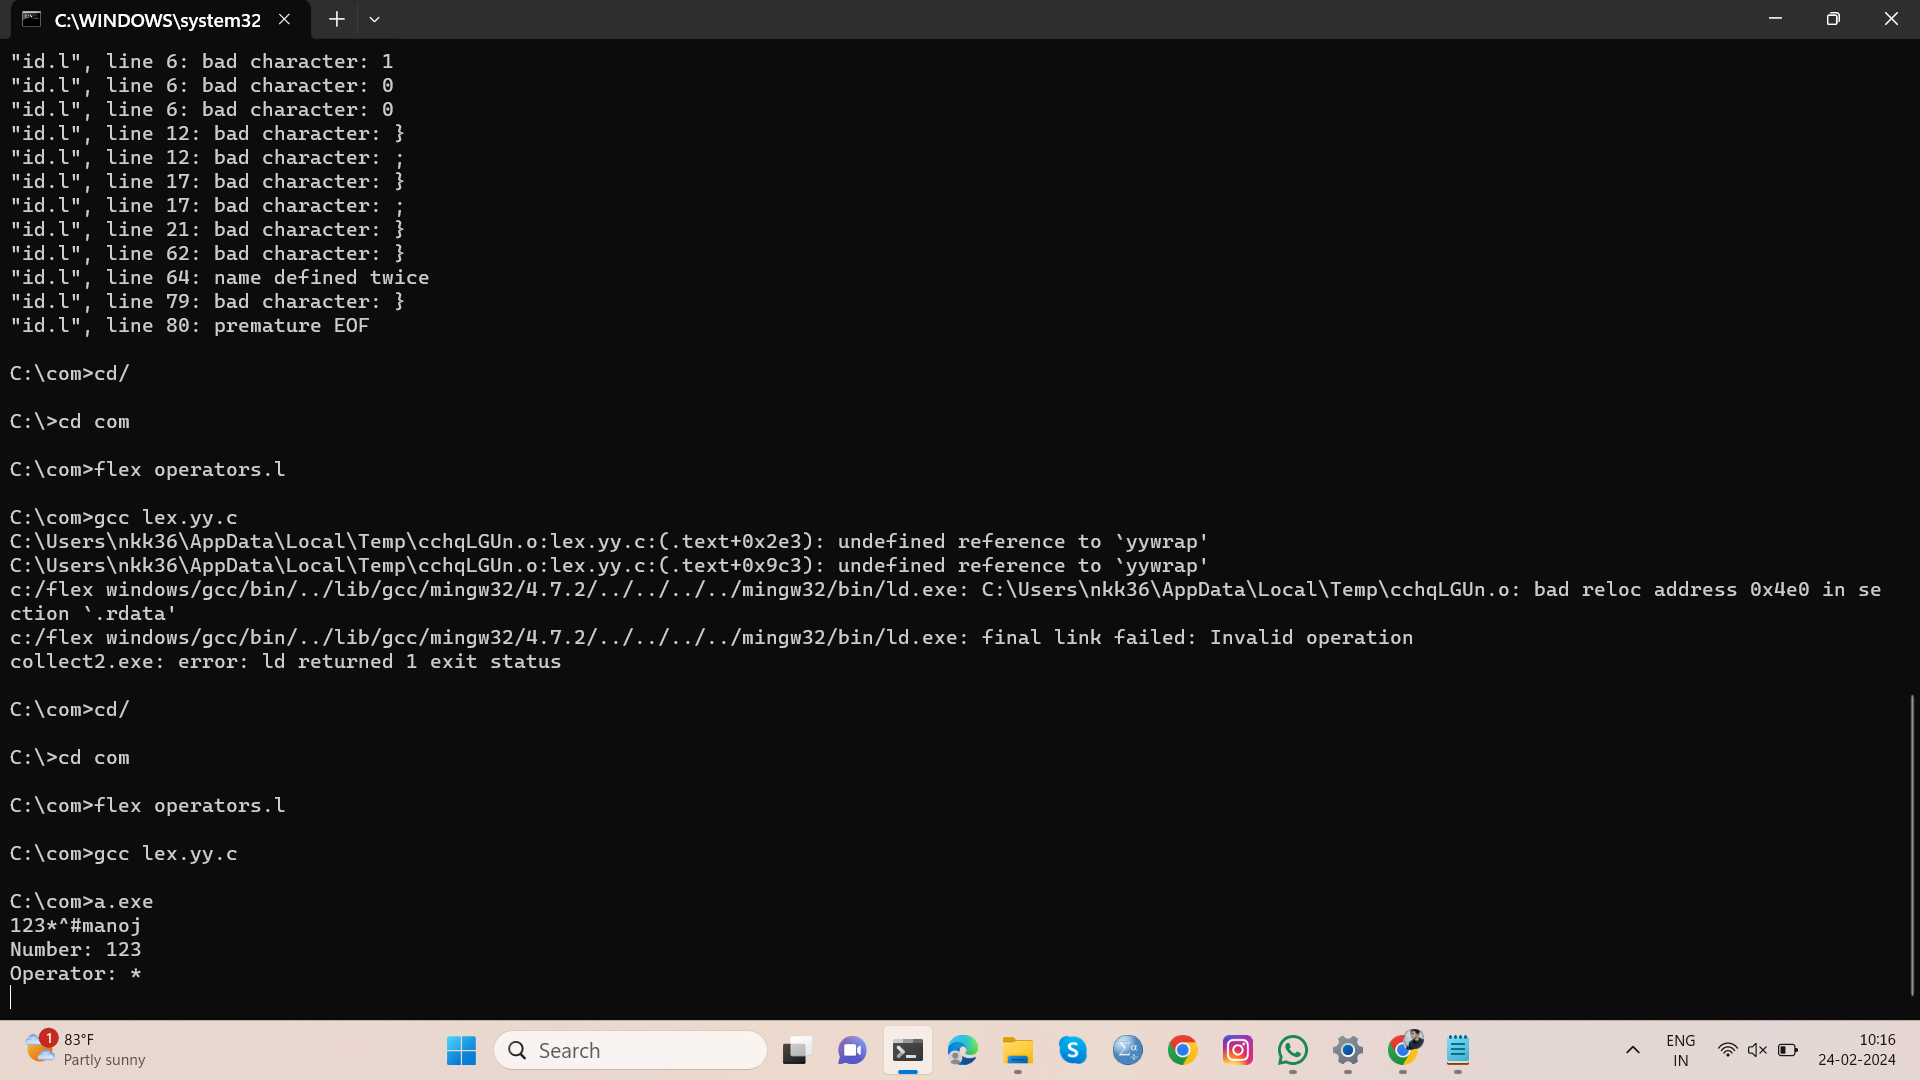 C:\WINDOWS\system32
"id.l", line 6: bad character: 1
"id.l", line 6: bad character: 0
"id.l", line 6: bad character: 0
"id.l", line 12: bad character: }
"id.l", line 12: bad character: ;
"id.l", line 17: bad character: }
"id.l", line 17: bad character: ;
"id.l", line 21: bad character: }
"id.l", line 62: bad character: }
"id.l", line 64: name defined twice
"id.l", line 79: bad character: }
"id.l", line 80: premature EOF
C:\com>cd/
C:\>cd com
C:\com>flex operators.l
C:\com>gcc lex.yy.c
C:\Users\nkk36\AppData\Local\Temp\cchqLGUn.o:lex.yy.c:(.text+0x2e3): undefined reference to `yywrap'
C:\Users\nkk36\AppData\Local\Temp\cchqLGUn.o:lex.yy.c:(.text+0x9c3): undefined reference to `yywrap'
c:/flex windows/gcc/bin/../lib/gcc/mingw32/4.7.2/../../../../mingw32/bin/ld.exe: C:\Users\nkk36\AppData\Local\Temp\cchqLGUn.o: bad reloc address 0x4e0 in se
ction `.rdata'
c:/flex windows/gcc/bin/../lib/gcc/mingw32/4.7.2/../../../../mingw32/bin/ld.exe: final link failed: Invalid operation
collect2.exe: error: ld returned 1 exit status
C:\com>cd/
C:\>cd com
C:\com>flex operators.l
C:\com>gcc lex.yy.c
C:\com>a.exe
123*^#manoj
Number: 123
Operator: *
1
83°F
Partly sunny
Search
ENG
IN
10:16
24-02-2024